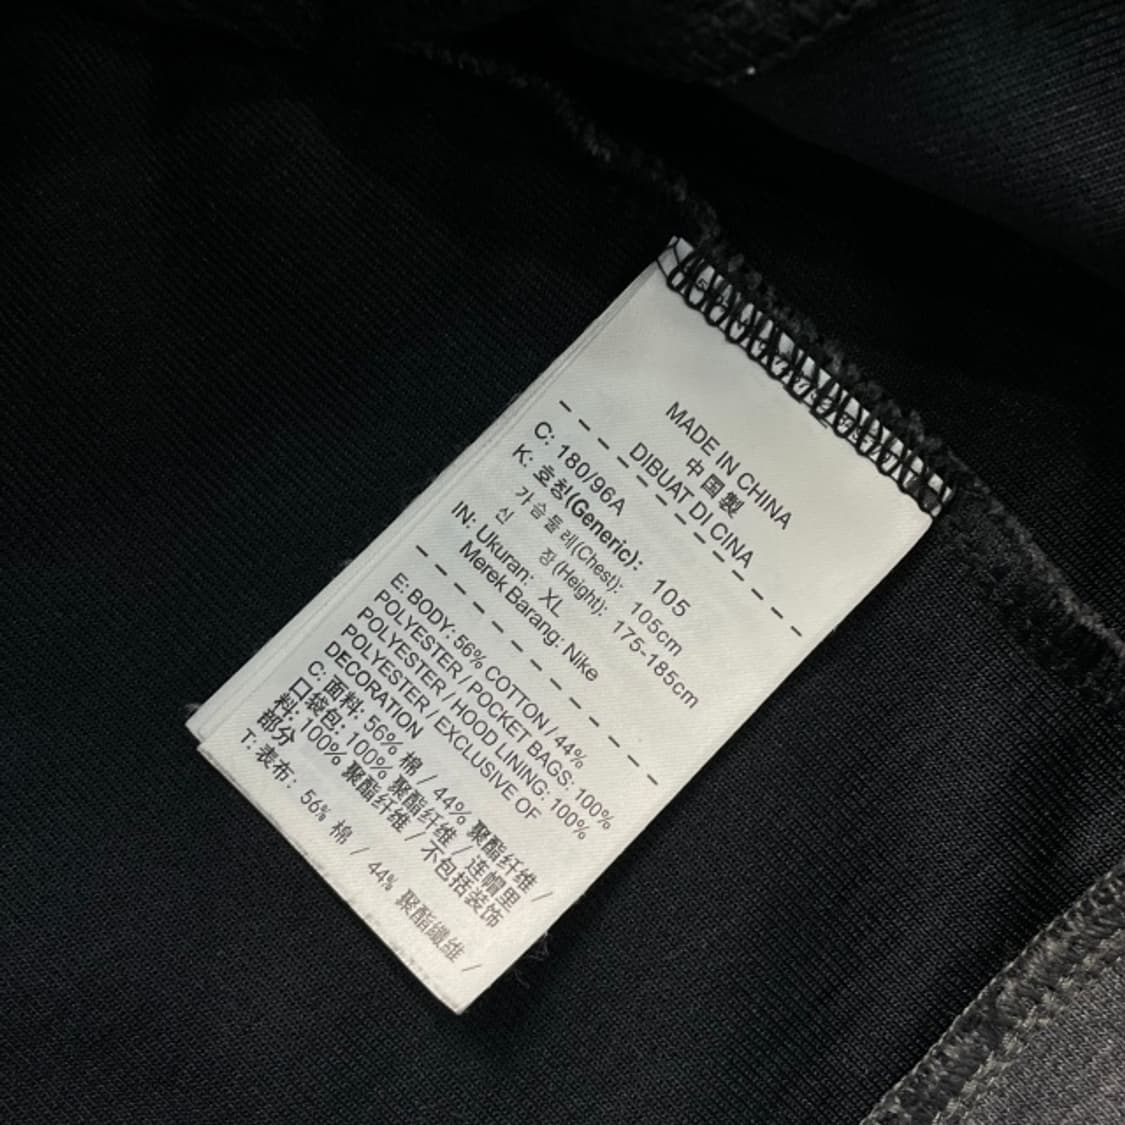 MADE IN CHINA
中国製
DIBUAT DI CINA
C: 180/96A
K: 호칭(Generic): 105
가슴둘레(Chest): 105cm
신 장(Height): 175-185cm
IN: Ukuran: XL
Merek Barang: Nike
E: BODY: 56% COTTON / 44%
POLYESTER / POCKET BAGS: 100%
POLYESTER / HOOD LINING: 100%
POLYESTER / EXCLUSIVE OF
DECORATION
C: 面料: 56% 棉 / 44% 聚酯纤维 /
口袋包: 100% 聚酯纤维 / 连帽里
料: 100% 聚酯纤维 / 不包括装饰
部分
T: 表布: 56% 棉 / 44% 聚酯纖維 /